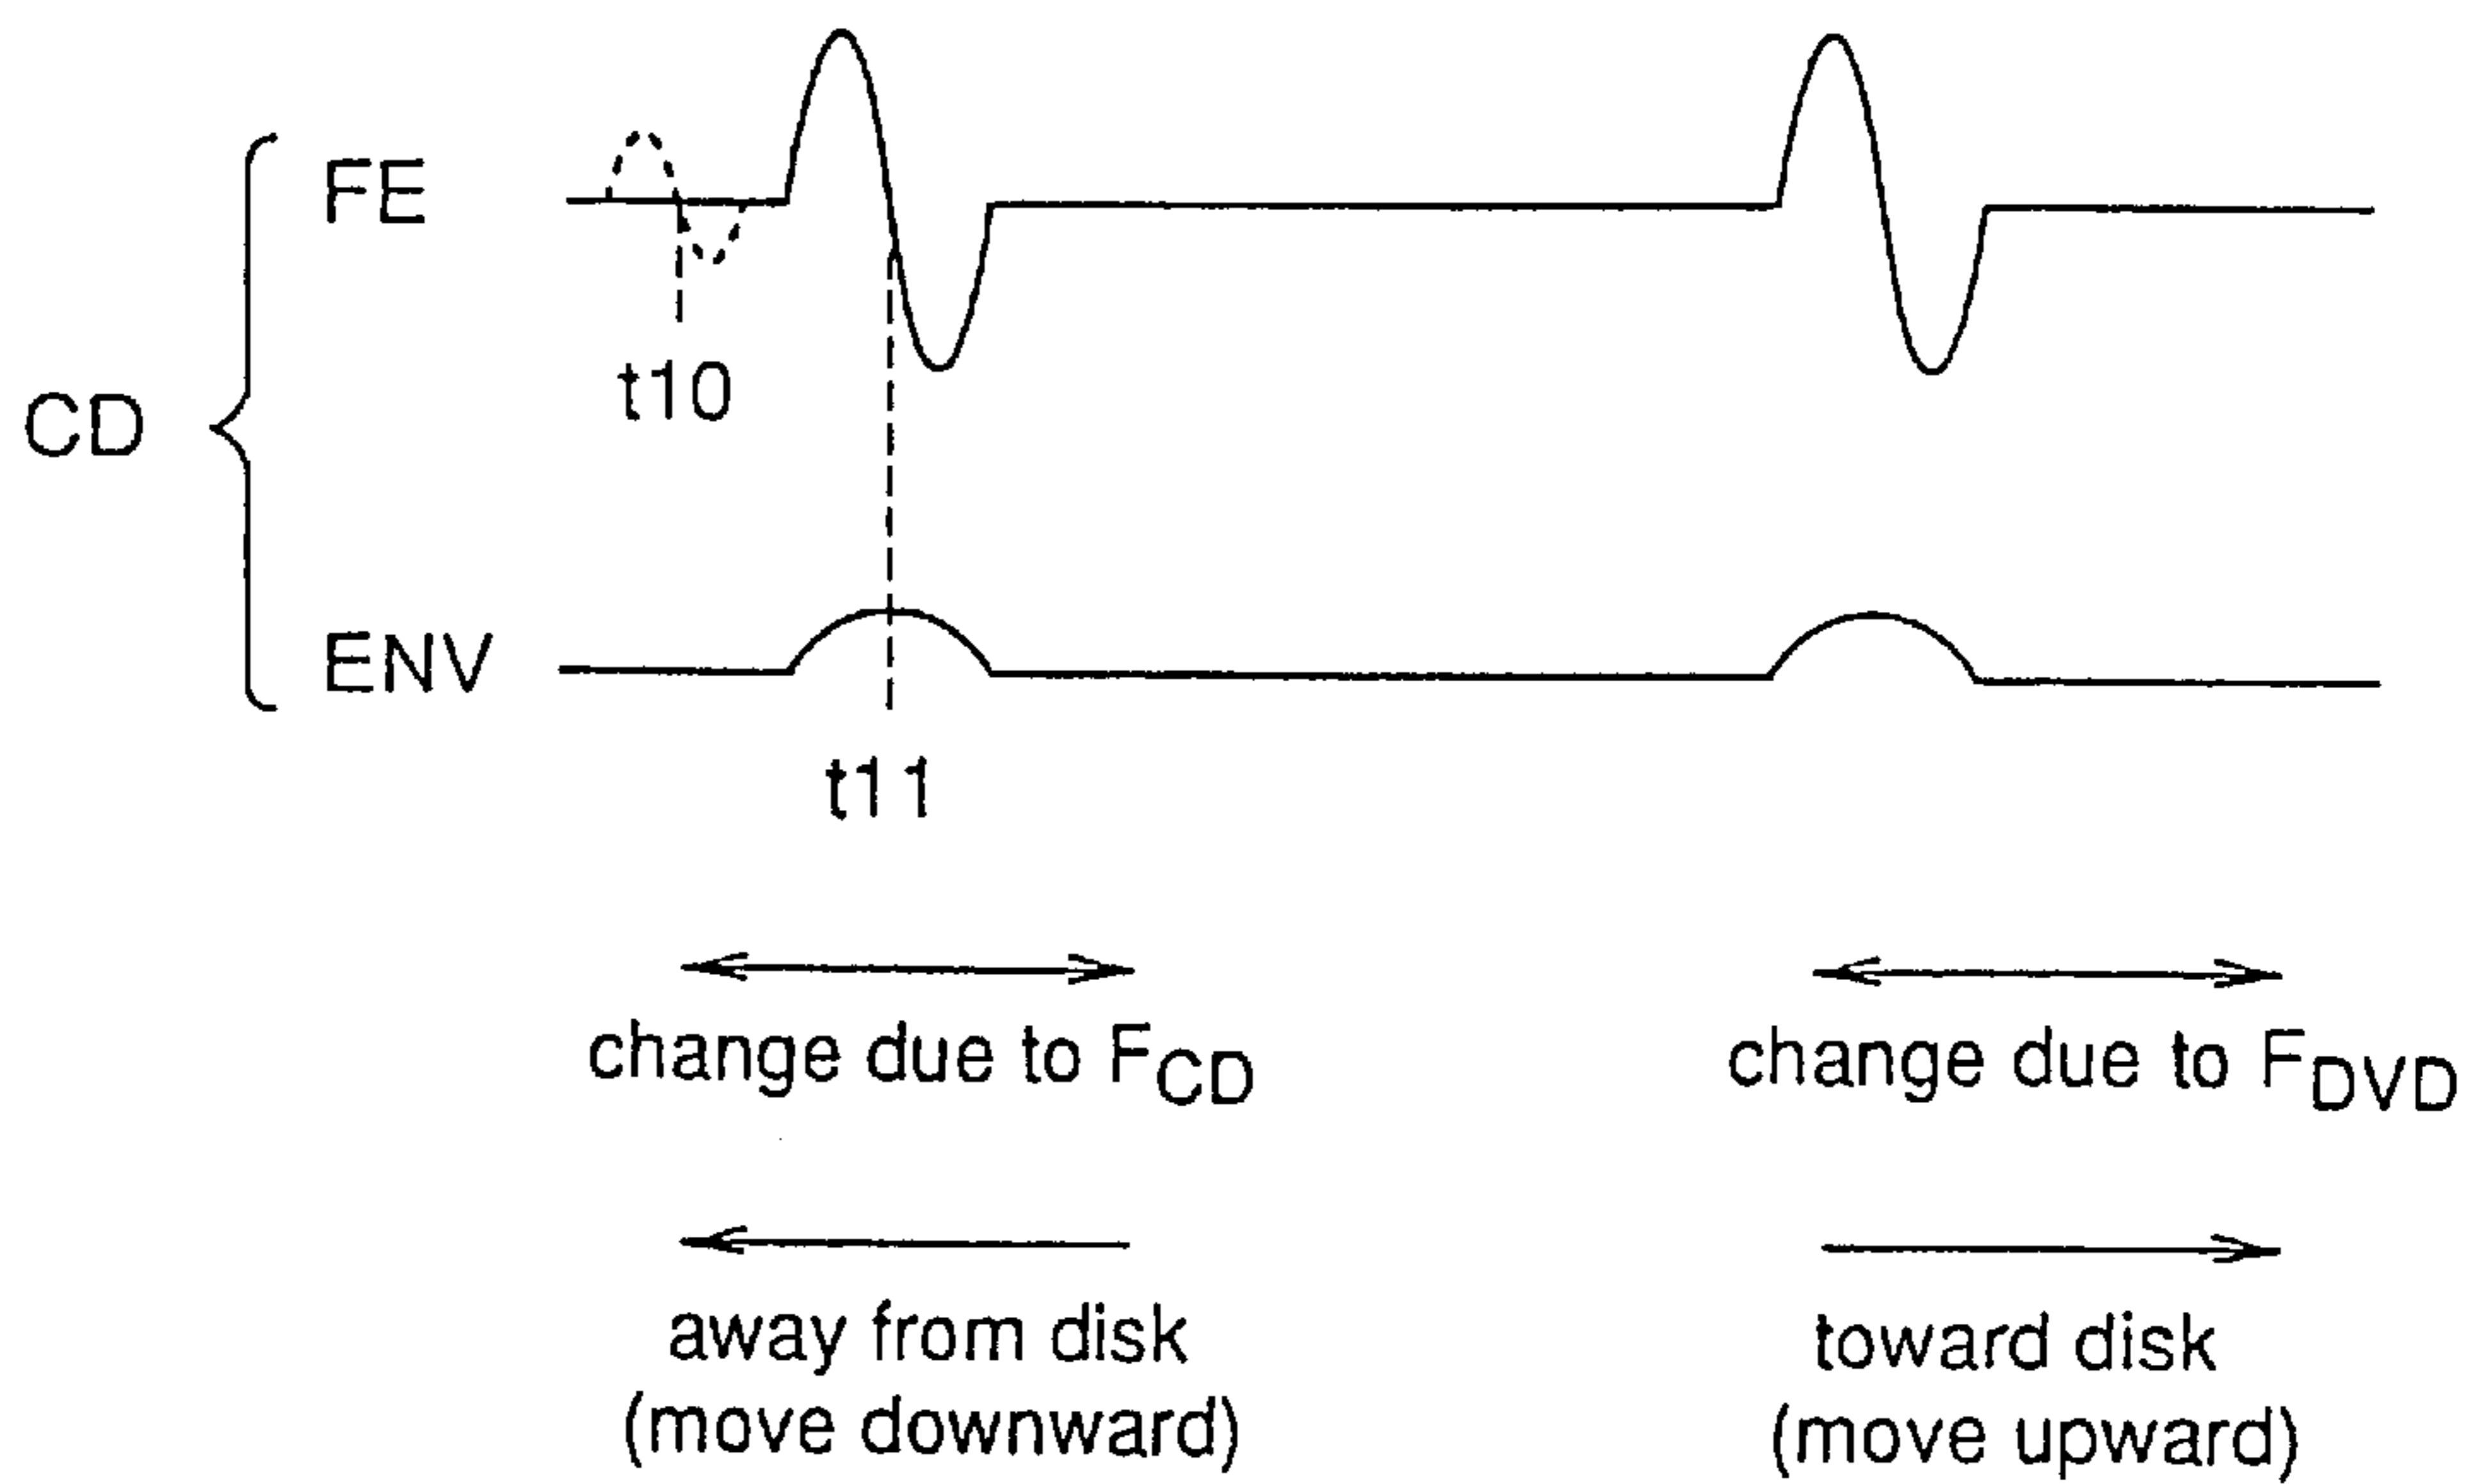 FE
t10
CD
ENV
t11
change due to FCD
change due to FDVD
away from disk
(move downward)
toward disk
(move upward)